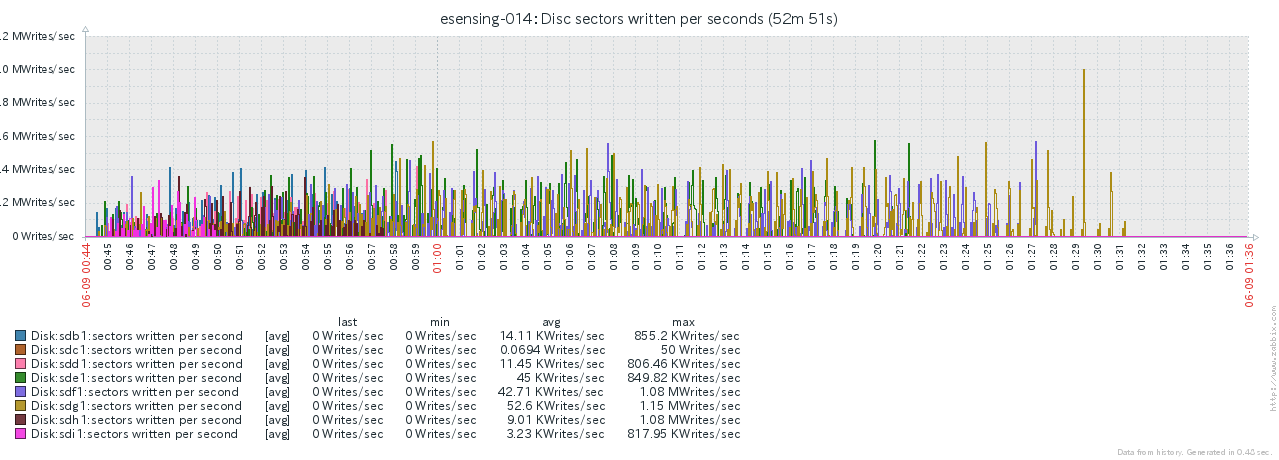 esensing-014: Disc sectors written per seconds (52m 51s)
.2 MWrites/sec
.0 MWrites/sec
.8 MWrites/sec
.6 MWrites/sec
.4 MWrites/sec
.2 MWrites/sec
0 Writes/sec
06-09 00:44 00:45 00:46 00:47 00:48 00:49 00:50 00:51 00:52 00:53 00:54 00:55 00:56 00:57 00:58 00:59 01:00 01:01 01:02 01:03 01:04 01:05 01:06 01:07 01:08 01:09 01:10 01:11 01:12 01:13 01:14 01:15 01:16 01:17 01:18 01:19 01:20 01:21 01:22 01:23 01:24 01:25 01:26 01:27 01:28 01:29 01:30 01:31 01:32 01:33 01:34 01:35 01:36 06-09 01:36
last min avg max
Disk:sdb1:sectors written per second [avg] 0 Writes/sec 0 Writes/sec 14.11 KWrites/sec 855.2 KWrites/sec
Disk:sdc1:sectors written per second [avg] 0 Writes/sec 0 Writes/sec 0.0694 Writes/sec 50 Writes/sec
Disk:sdd1:sectors written per second [avg] 0 Writes/sec 0 Writes/sec 11.45 KWrites/sec 806.46 KWrites/sec
Disk:sde1:sectors written per second [avg] 0 Writes/sec 0 Writes/sec 45 KWrites/sec 849.82 KWrites/sec
Disk:sdf1:sectors written per second [avg] 0 Writes/sec 0 Writes/sec 42.71 KWrites/sec 1.08 MWrites/sec
Disk:sdg1:sectors written per second [avg] 0 Writes/sec 0 Writes/sec 52.6 KWrites/sec 1.15 MWrites/sec
Disk:sdh1:sectors written per second [avg] 0 Writes/sec 0 Writes/sec 9.01 KWrites/sec 1.08 MWrites/sec
Disk:sdi1:sectors written per second [avg] 0 Writes/sec 0 Writes/sec 3.23 KWrites/sec 817.95 KWrites/sec
http://www.zabbix.com
Data from history. Generated in 0.48 sec.